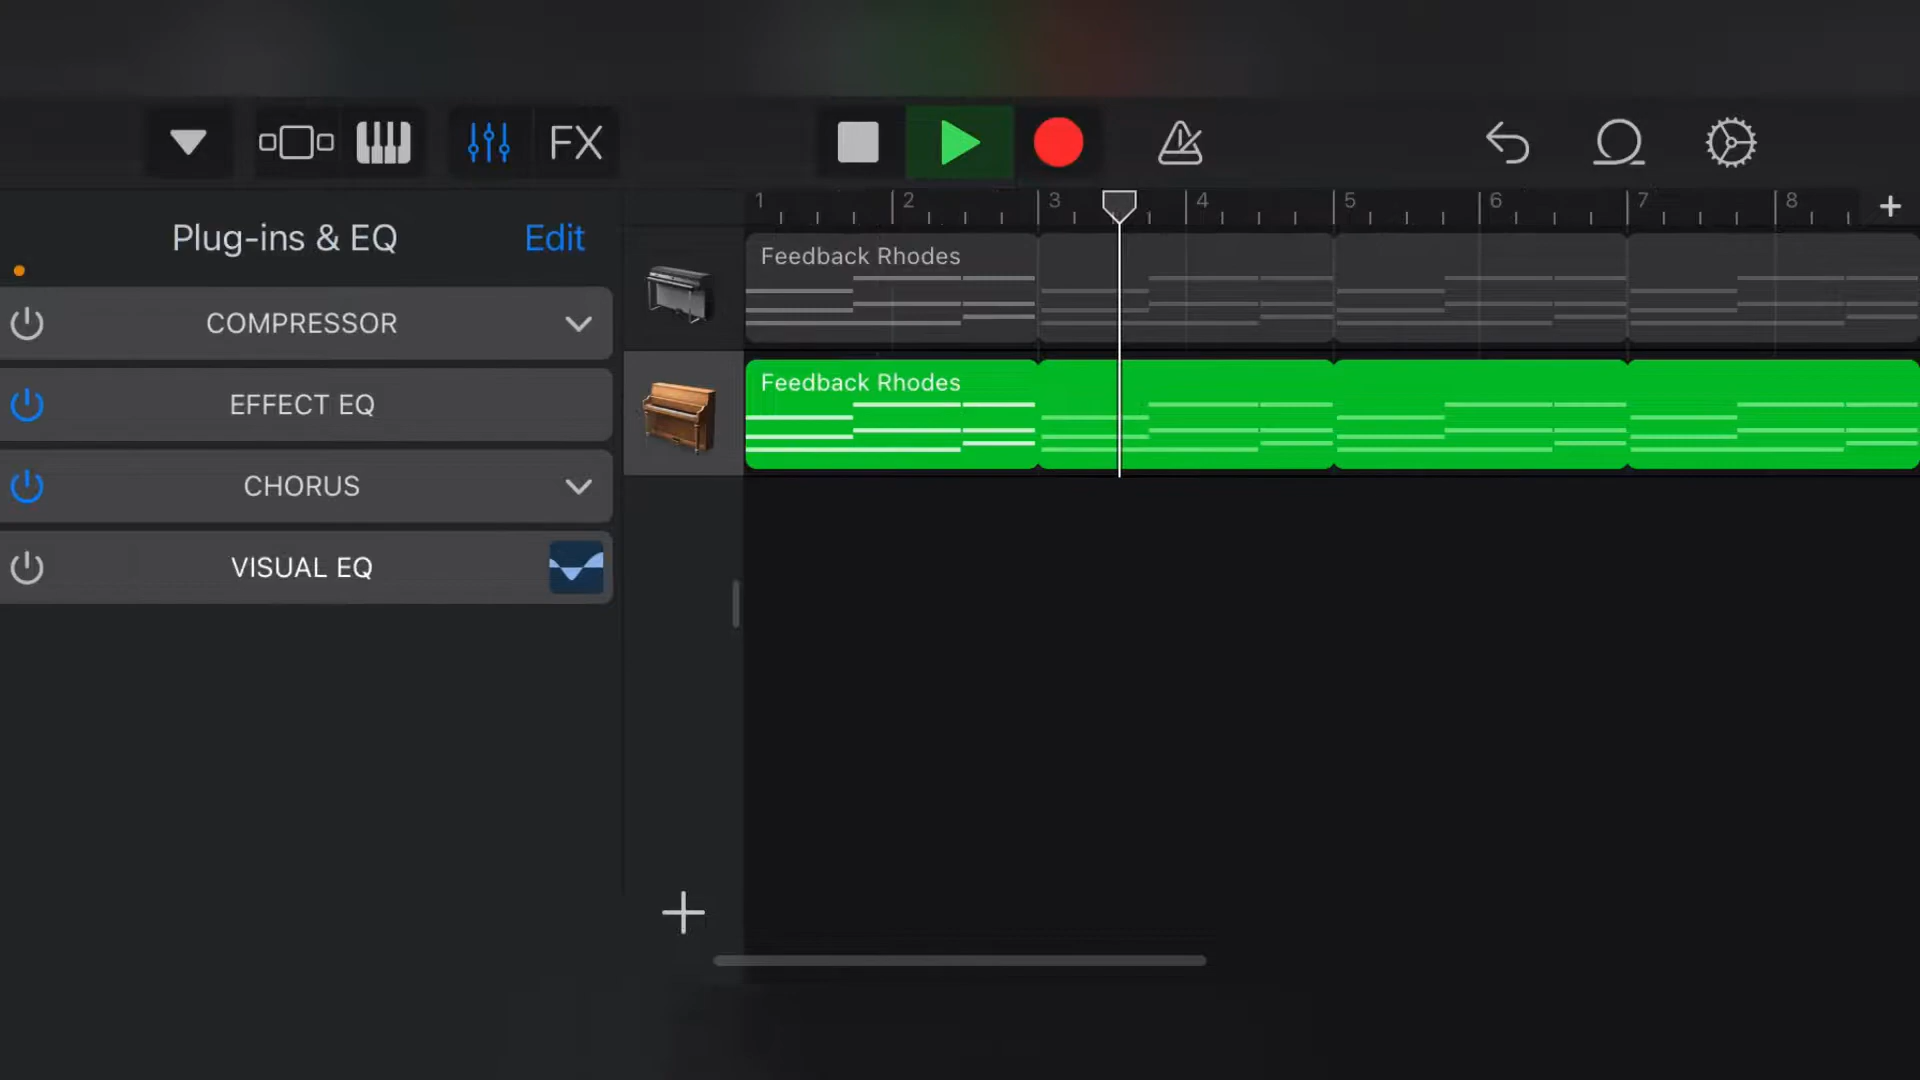 FX
1 2 3 4 5 6 7 8
Plug-ins & EQ Edit
COMPRESSOR
EFFECT EQ
CHORUS
VISUAL EQ
Feedback Rhodes
Feedback Rhodes